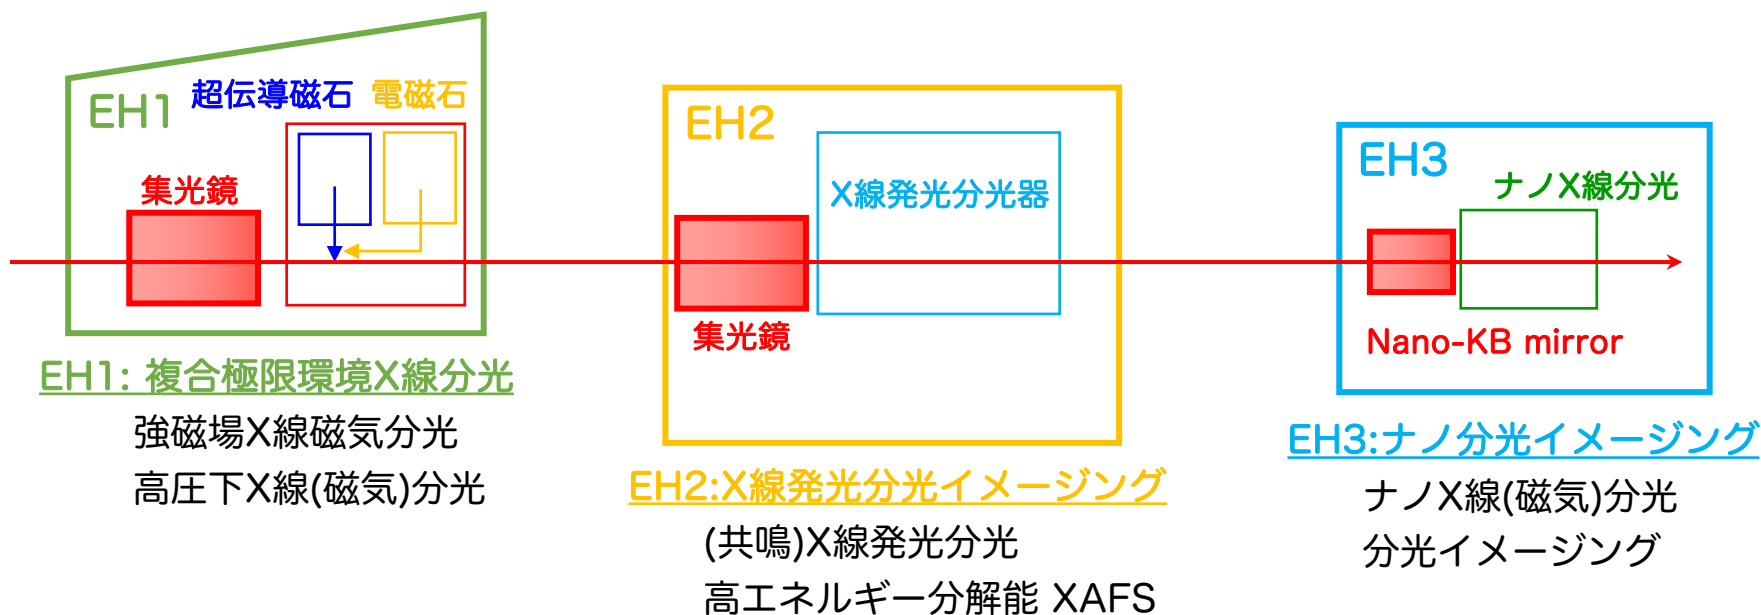 EH1
超伝導磁石
電磁石
集光鏡
EH1: 複合極限環境X線分光
強磁場X線磁気分光
高圧下X線(磁気)分光
EH2
X線発光分光器
集光鏡
EH2:X線発光分光イメージング
(共鳴)X線発光分光
高エネルギー分解能 XAFS
EH3
ナノX線分光
Nano-KB mirror
EH3:ナノ分光イメージング
ナノX線(磁気)分光
分光イメージング